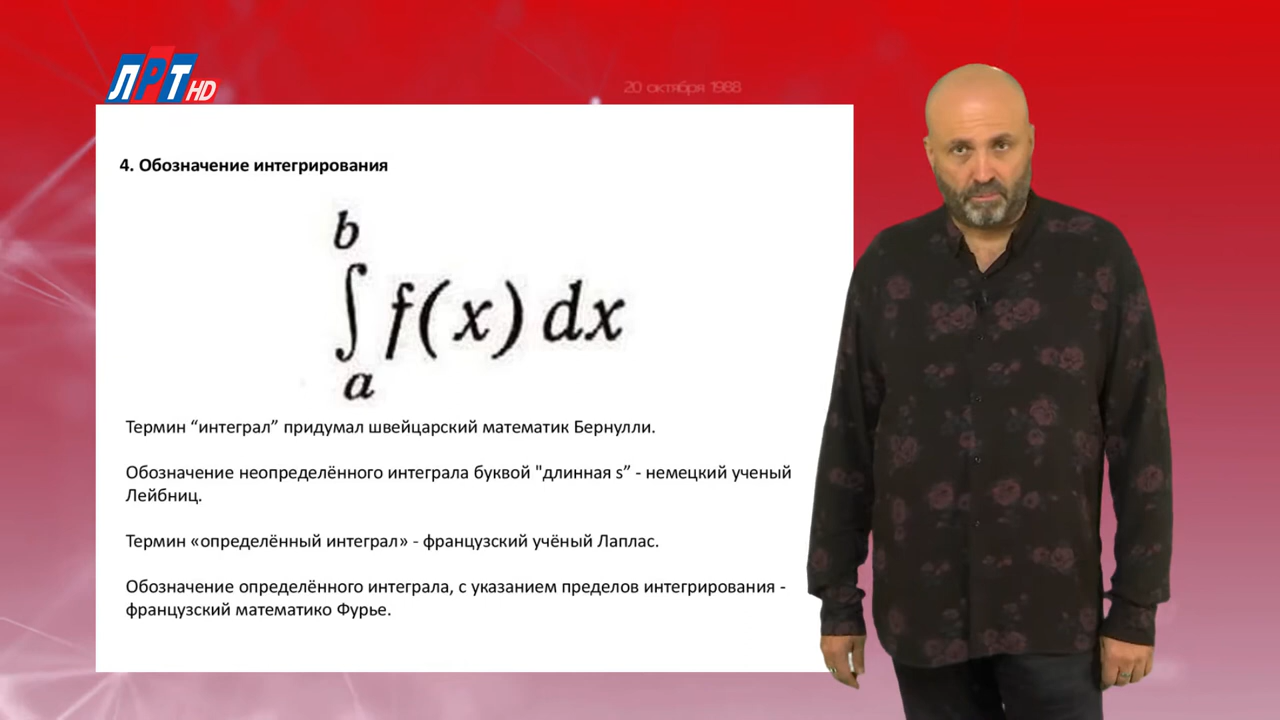 ЛРТ HD
20 октября 1988
4. Обозначение интегрирования
b
∫ f(x) dx
a
Термин “интеграл” придумал швейцарский математик Бернулли.
Обозначение неопределённого интеграла буквой "длинная s” - немецкий ученый
Лейбниц.
Термин «определённый интеграл» - французский учёный Лаплас.
Обозначение определённого интеграла, с указанием пределов интегрирования -
французский математико Фурье.